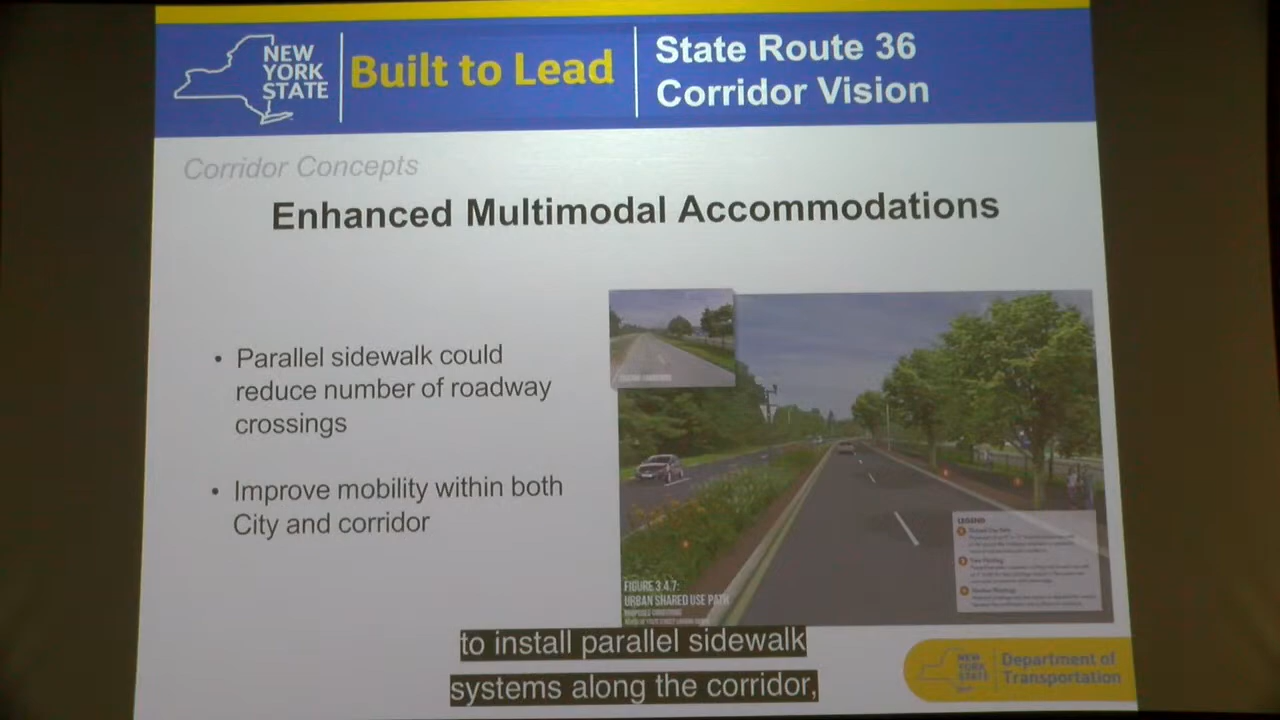 NEW
YORK
STATE
Built to Lead
State Route 36
Corridor Vision
Corridor Concepts
Enhanced Multimodal Accommodations
• Parallel sidewalk could
reduce number of roadway
crossings
• Improve mobility within both
City and corridor
LEGEND
FIGURE 3.4.7:
URBAN SHARED USE PATH
to install parallel sidewalk
systems along the corridor,
NEW
YORK
STATE
Department of
Transportation